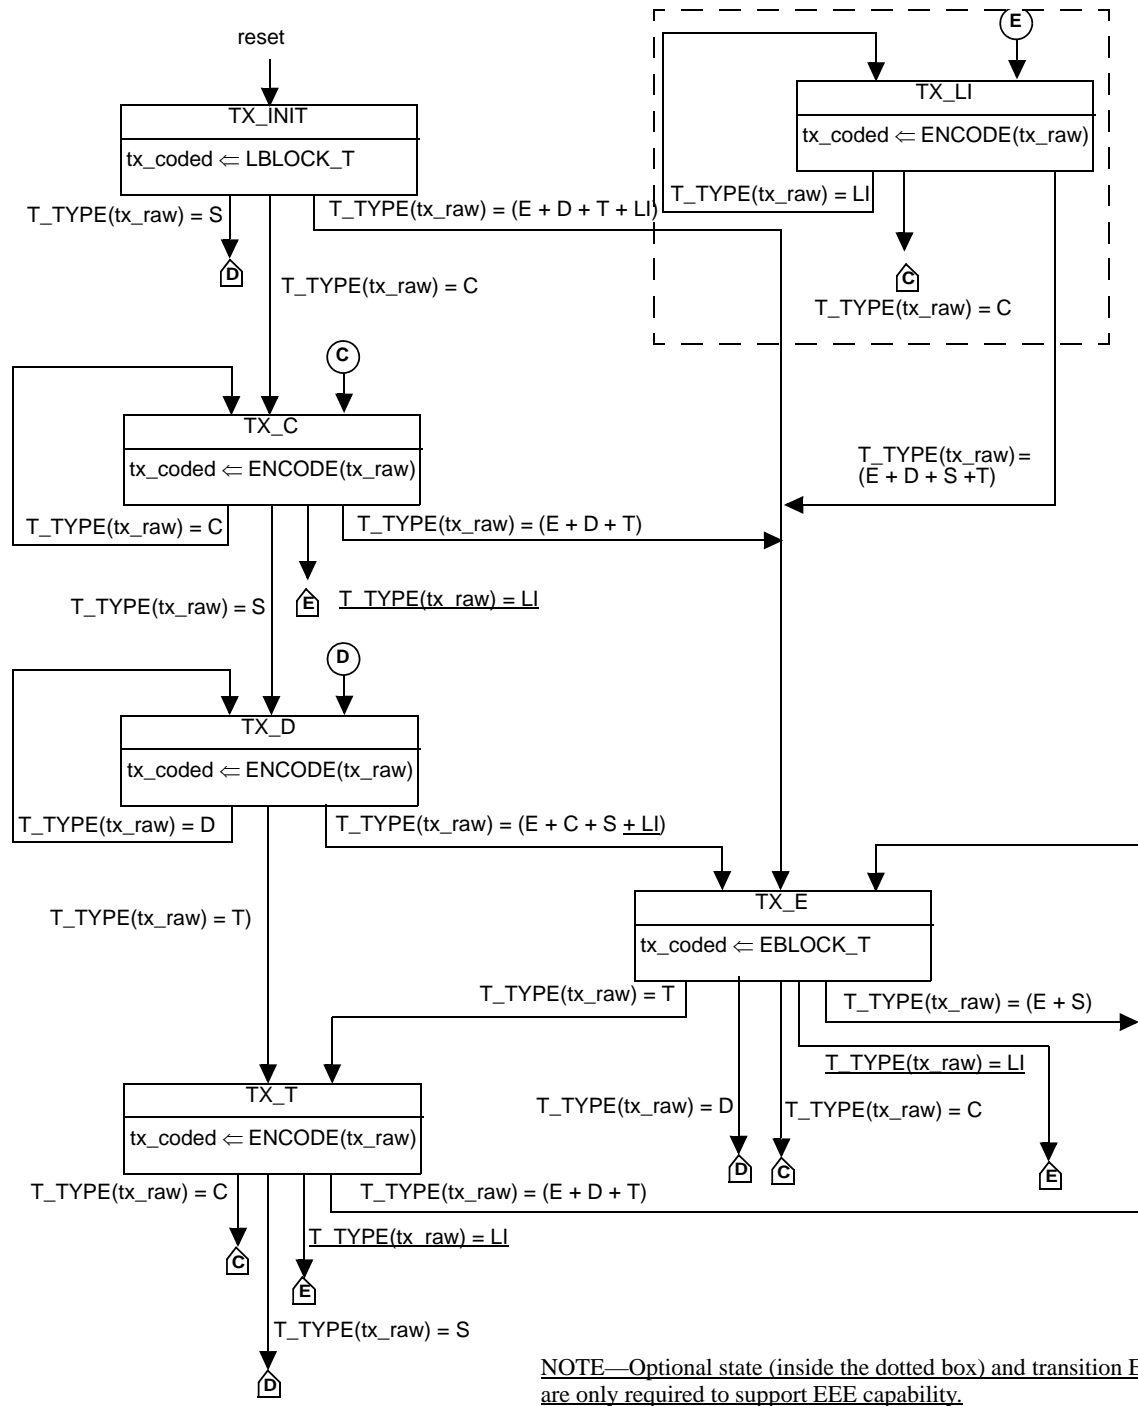 reset
E
TX_INIT
tx_coded ⇐ LBLOCK_T
TX_LI
tx_coded ⇐ ENCODE(tx_raw)
T_TYPE(tx_raw) = S
T_TYPE(tx_raw) = (E + D + T + LI)
T_TYPE(tx_raw) = LI
D
C
T_TYPE(tx_raw) = C
T_TYPE(tx_raw) = C
C
TX_C
tx_coded ⇐ ENCODE(tx_raw)
T_TYPE(tx_raw) =
(E + D + S +T)
T_TYPE(tx_raw) = C
T_TYPE(tx_raw) = (E + D + T)
E
T_TYPE(tx_raw) = LI
T_TYPE(tx_raw) = S
D
TX_D
tx_coded ⇐ ENCODE(tx_raw)
T_TYPE(tx_raw) = D
T_TYPE(tx_raw) = (E + C + S + LI)
T_TYPE(tx_raw) = T)
TX_E
tx_coded ⇐ EBLOCK_T
T_TYPE(tx_raw) = T
T_TYPE(tx_raw) = (E + S)
T_TYPE(tx_raw) = LI
T_TYPE(tx_raw) = D
T_TYPE(tx_raw) = C
D
C
E
TX_T
tx_coded ⇐ ENCODE(tx_raw)
T_TYPE(tx_raw) = C
T_TYPE(tx_raw) = (E + D + T)
T_TYPE(tx_raw) = LI
C
E
T_TYPE(tx_raw) = S
D
NOTE—Optional state (inside the dotted box) and transition E
are only required to support EEE capability.